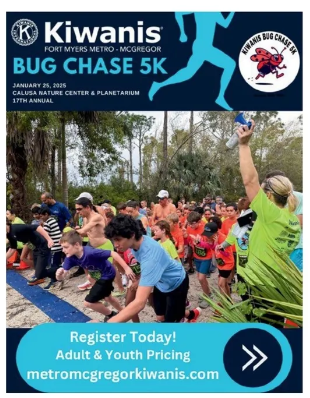 Kiwanis
FORT MYERS METRO - MCGREGOR
BUG CHASE 5K
KIWANIS BUG CHASE 5K
JANUARY 25, 2025
CALUSA NATURE CENTER & PLANETARIUM
17TH ANNUAL
Register Today!
Adult & Youth Pricing
metromcgregorkiwanis.com